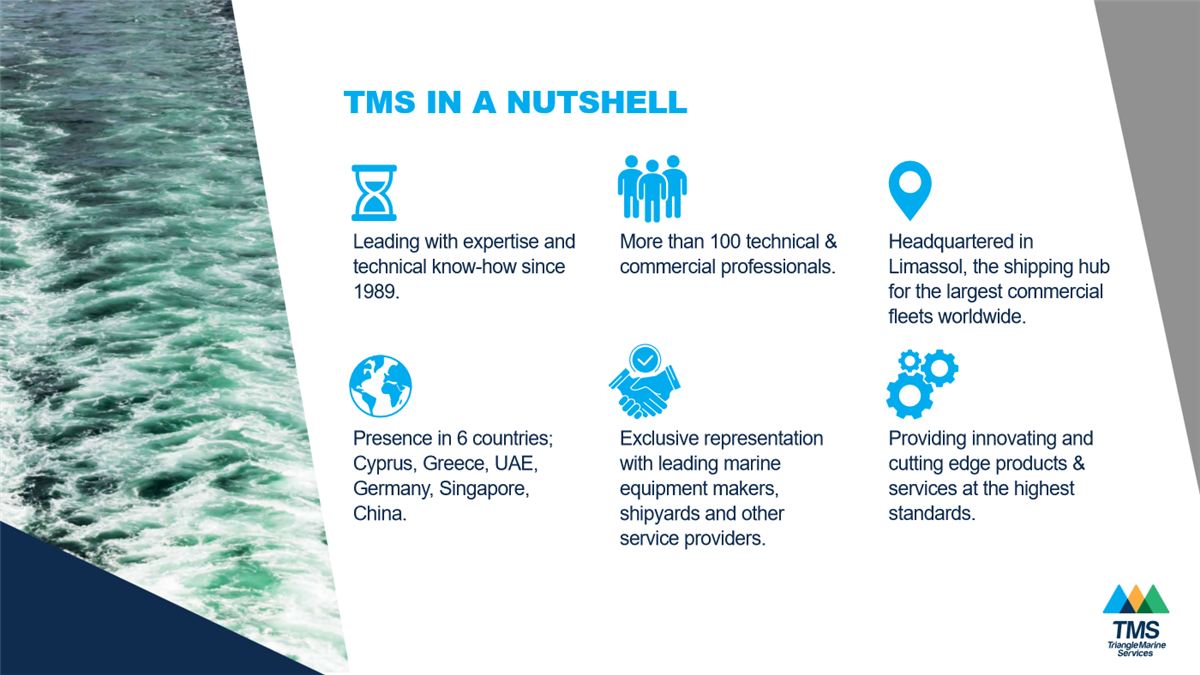 TMS IN A NUTSHELL
Leading with expertise and
technical know-how since
1989.
More than 100 technical &
commercial professionals.
Headquartered in
Limassol, the shipping hub
for the largest commercial
fleets worldwide.
Presence in 6 countries;
Cyprus, Greece, UAE,
Germany, Singapore,
China.
Exclusive representation
with leading marine
equipment makers,
shipyards and other
service providers.
Providing innovating and
cutting edge products &
services at the highest
standards.
TMS
Triangle Marine
Services